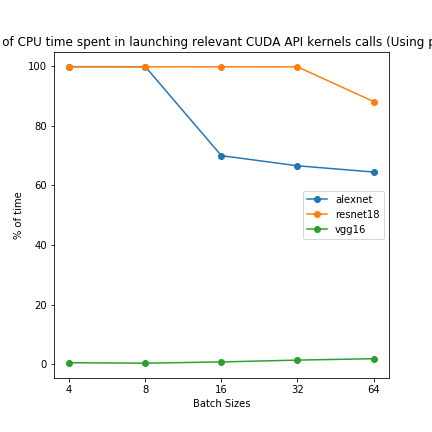 of CPU time spent in launching relevant CUDA API kernels calls (Using
100
80
60
40
20
0
% of time
alexnet
resnet18
vgg16
4 8 16 32 64
Batch Sizes